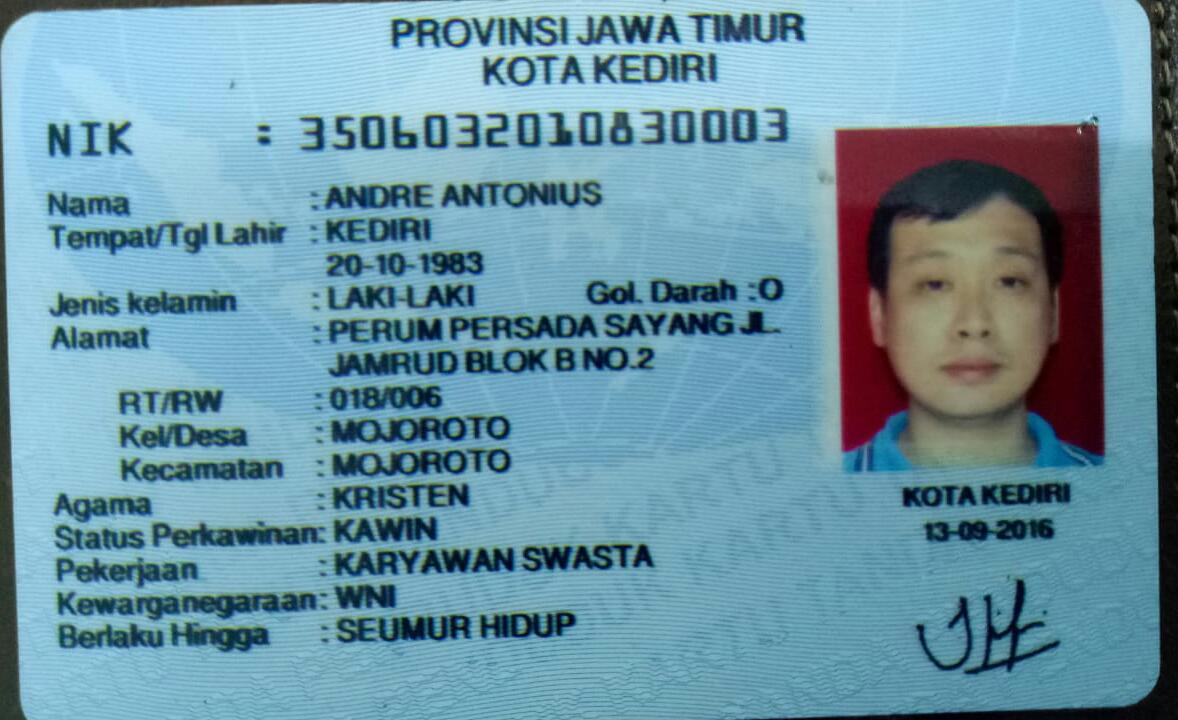 PROVINSI JAWA TIMUR
KOTA KEDIRI
NIK : 3506032010830003
Nama : ANDRE ANTONIUS
Tempat/Tgl Lahir : KEDIRI
20-10-1983
Jenis kelamin : LAKI-LAKI Gol. Darah :O
Alamat : PERUM PERSADA SAYANG JL.
JAMRUD BLOK B NO.2
RT/RW : 018/006
Kel/Desa : MOJOROTO
Kecamatan : MOJOROTO
Agama : KRISTEN
Status Perkawinan: KAWIN
Pekerjaan : KARYAWAN SWASTA
Kewarganegaraan: WNI
Berlaku Hingga : SEUMUR HIDUP
KOTA KEDIRI
13-09-2016